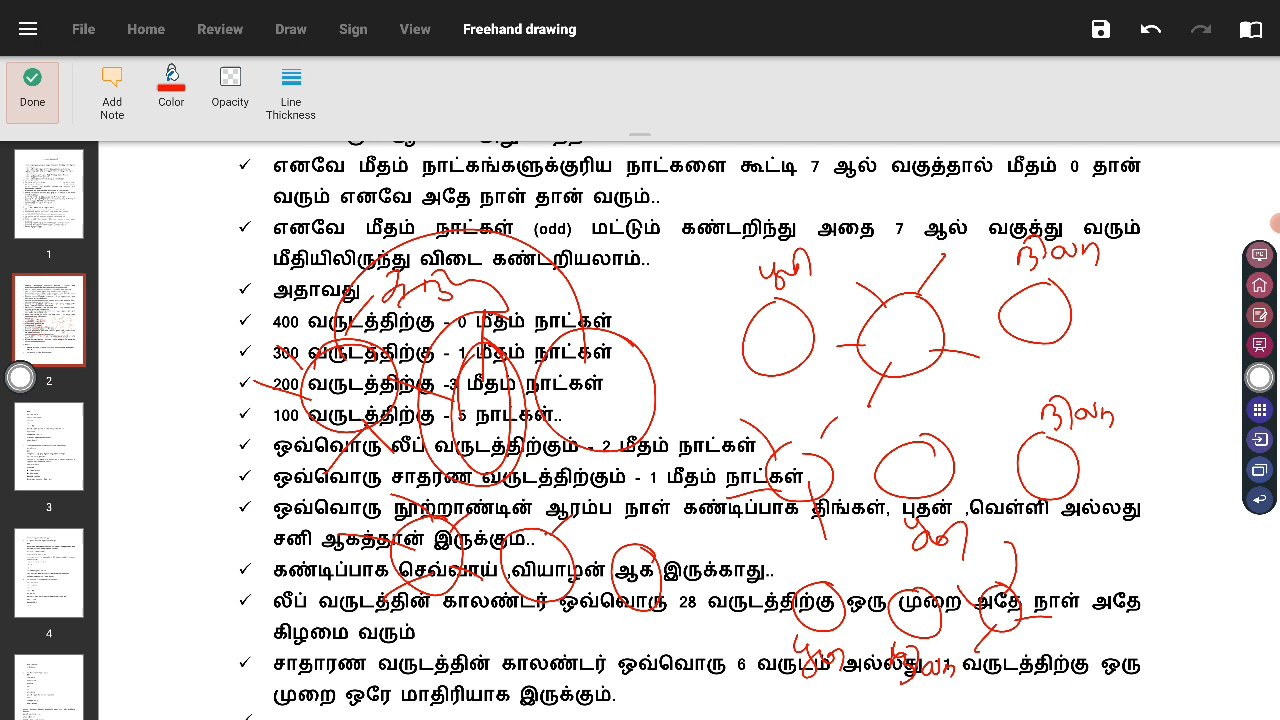 File Home Review Draw Sign View Freehand drawing
Done Add Note Color Opacity Line Thickness
எனவே மீதம் நாட்கங்களுக்குரிய நாட்களை கூட்டி 7 ஆல் வகுத்தால் மீதம் 0 தான்
வரும் எனவே அதே நாள் தான் வரும்..
எனவே மீதம் நாட்கள் (odd) மட்டும் கண்டறிந்து அதை 7 ஆல் வகுத்து வரும்
மீதியிலிருந்து விடை கண்டறியலாம்..
அதாவது
400 வருடத்திற்கு - 0 மீதம் நாட்கள்
300 வருடத்திற்கு - 1 மீதம் நாட்கள்
200 வருடத்திற்கு -3 மீதம் நாட்கள்
100 வருடத்திற்கு - 5 நாட்கள்..
ஒவ்வொரு லீப் வருடத்திற்கும் - 2 மீதம் நாட்கள்
ஒவ்வொரு சாதரண வருடத்திற்கும் - 1 மீதம் நாட்கள்
ஒவ்வொரு நூற்றாண்டின் ஆரம்ப நாள் கண்டிப்பாக திங்கள், புதன் ,வெள்ளி அல்லது
சனி ஆகத்தான் இருக்கும்..
கண்டிப்பாக செவ்வாய் ,வியாழன் ஆக இருக்காது..
லீப் வருடத்தின் காலண்டர் ஒவ்வொரு 28 வருடத்திற்கு ஒரு முறை அதே நாள் அதே
கிழமை வரும்
சாதாரண வருடத்தின் காலண்டர் ஒவ்வொரு 6 வருடம் அல்லது வருடத்திற்கு ஒரு
முறை ஒரே மாதிரியாக இருக்கும்.
நிலா
நிலா
1
2
3
4